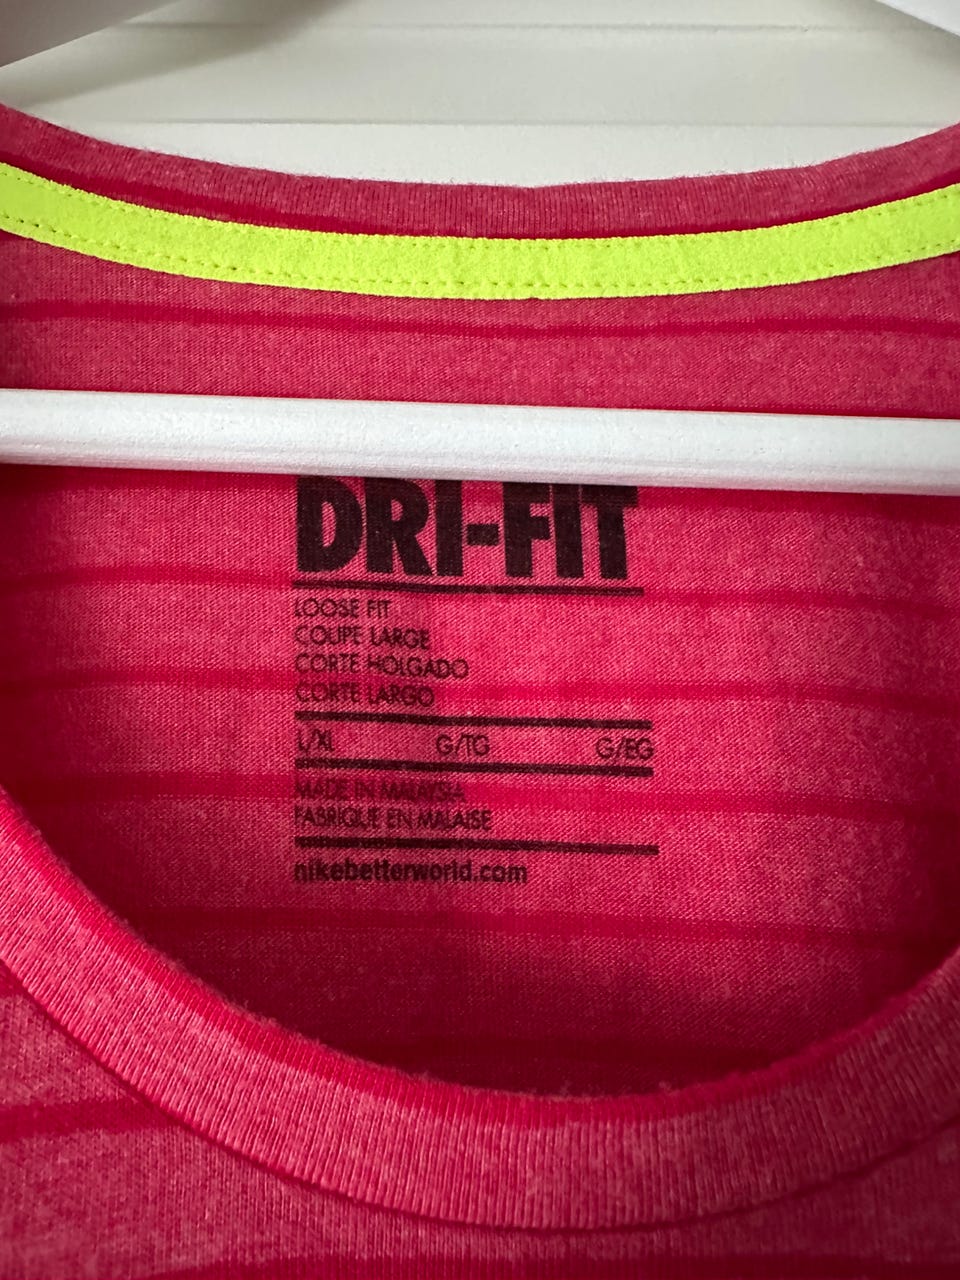 DRI-FIT
LOOSE FIT
COUPE LARGE
CORTE HOLGADO
CORTE LARGO
L/XL G/TG G/EG
MADE IN MALAYSIA
FABRIQUE EN MALAISE
nikebetterworld.com